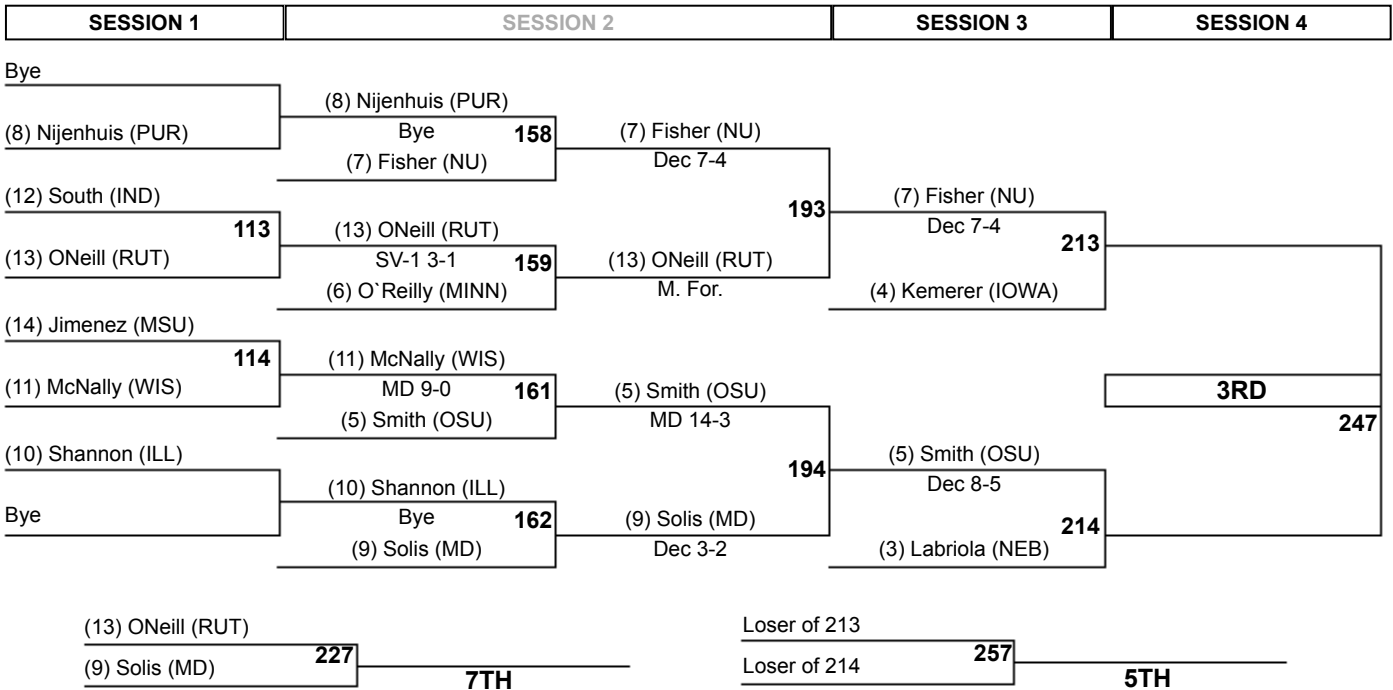 SESSION 1
SESSION 2
SESSION 3
SESSION 4
Bye
(8) Nijenhuis (PUR)
(12) South (IND)
113
(13) ONeill (RUT)
(14) Jimenez (MSU)
114
(11) McNally (WIS)
(10) Shannon (ILL)
Bye
(8) Nijenhuis (PUR)
Bye
158
(7) Fisher (NU)
(13) ONeill (RUT)
SV-1 3-1
159
(6) O`Reilly (MINN)
(11) McNally (WIS)
MD 9-0
161
(5) Smith (OSU)
(10) Shannon (ILL)
Bye
162
(9) Solis (MD)
(7) Fisher (NU)
Dec 7-4
193
(13) ONeill (RUT)
M. For.
(5) Smith (OSU)
MD 14-3
194
(9) Solis (MD)
Dec 3-2
(7) Fisher (NU)
Dec 7-4
213
(4) Kemerer (IOWA)
(5) Smith (OSU)
Dec 8-5
214
(3) Labriola (NEB)
3RD
247
(13) ONeill (RUT)
227
(9) Solis (MD)
7TH
Loser of 213
257
Loser of 214
5TH